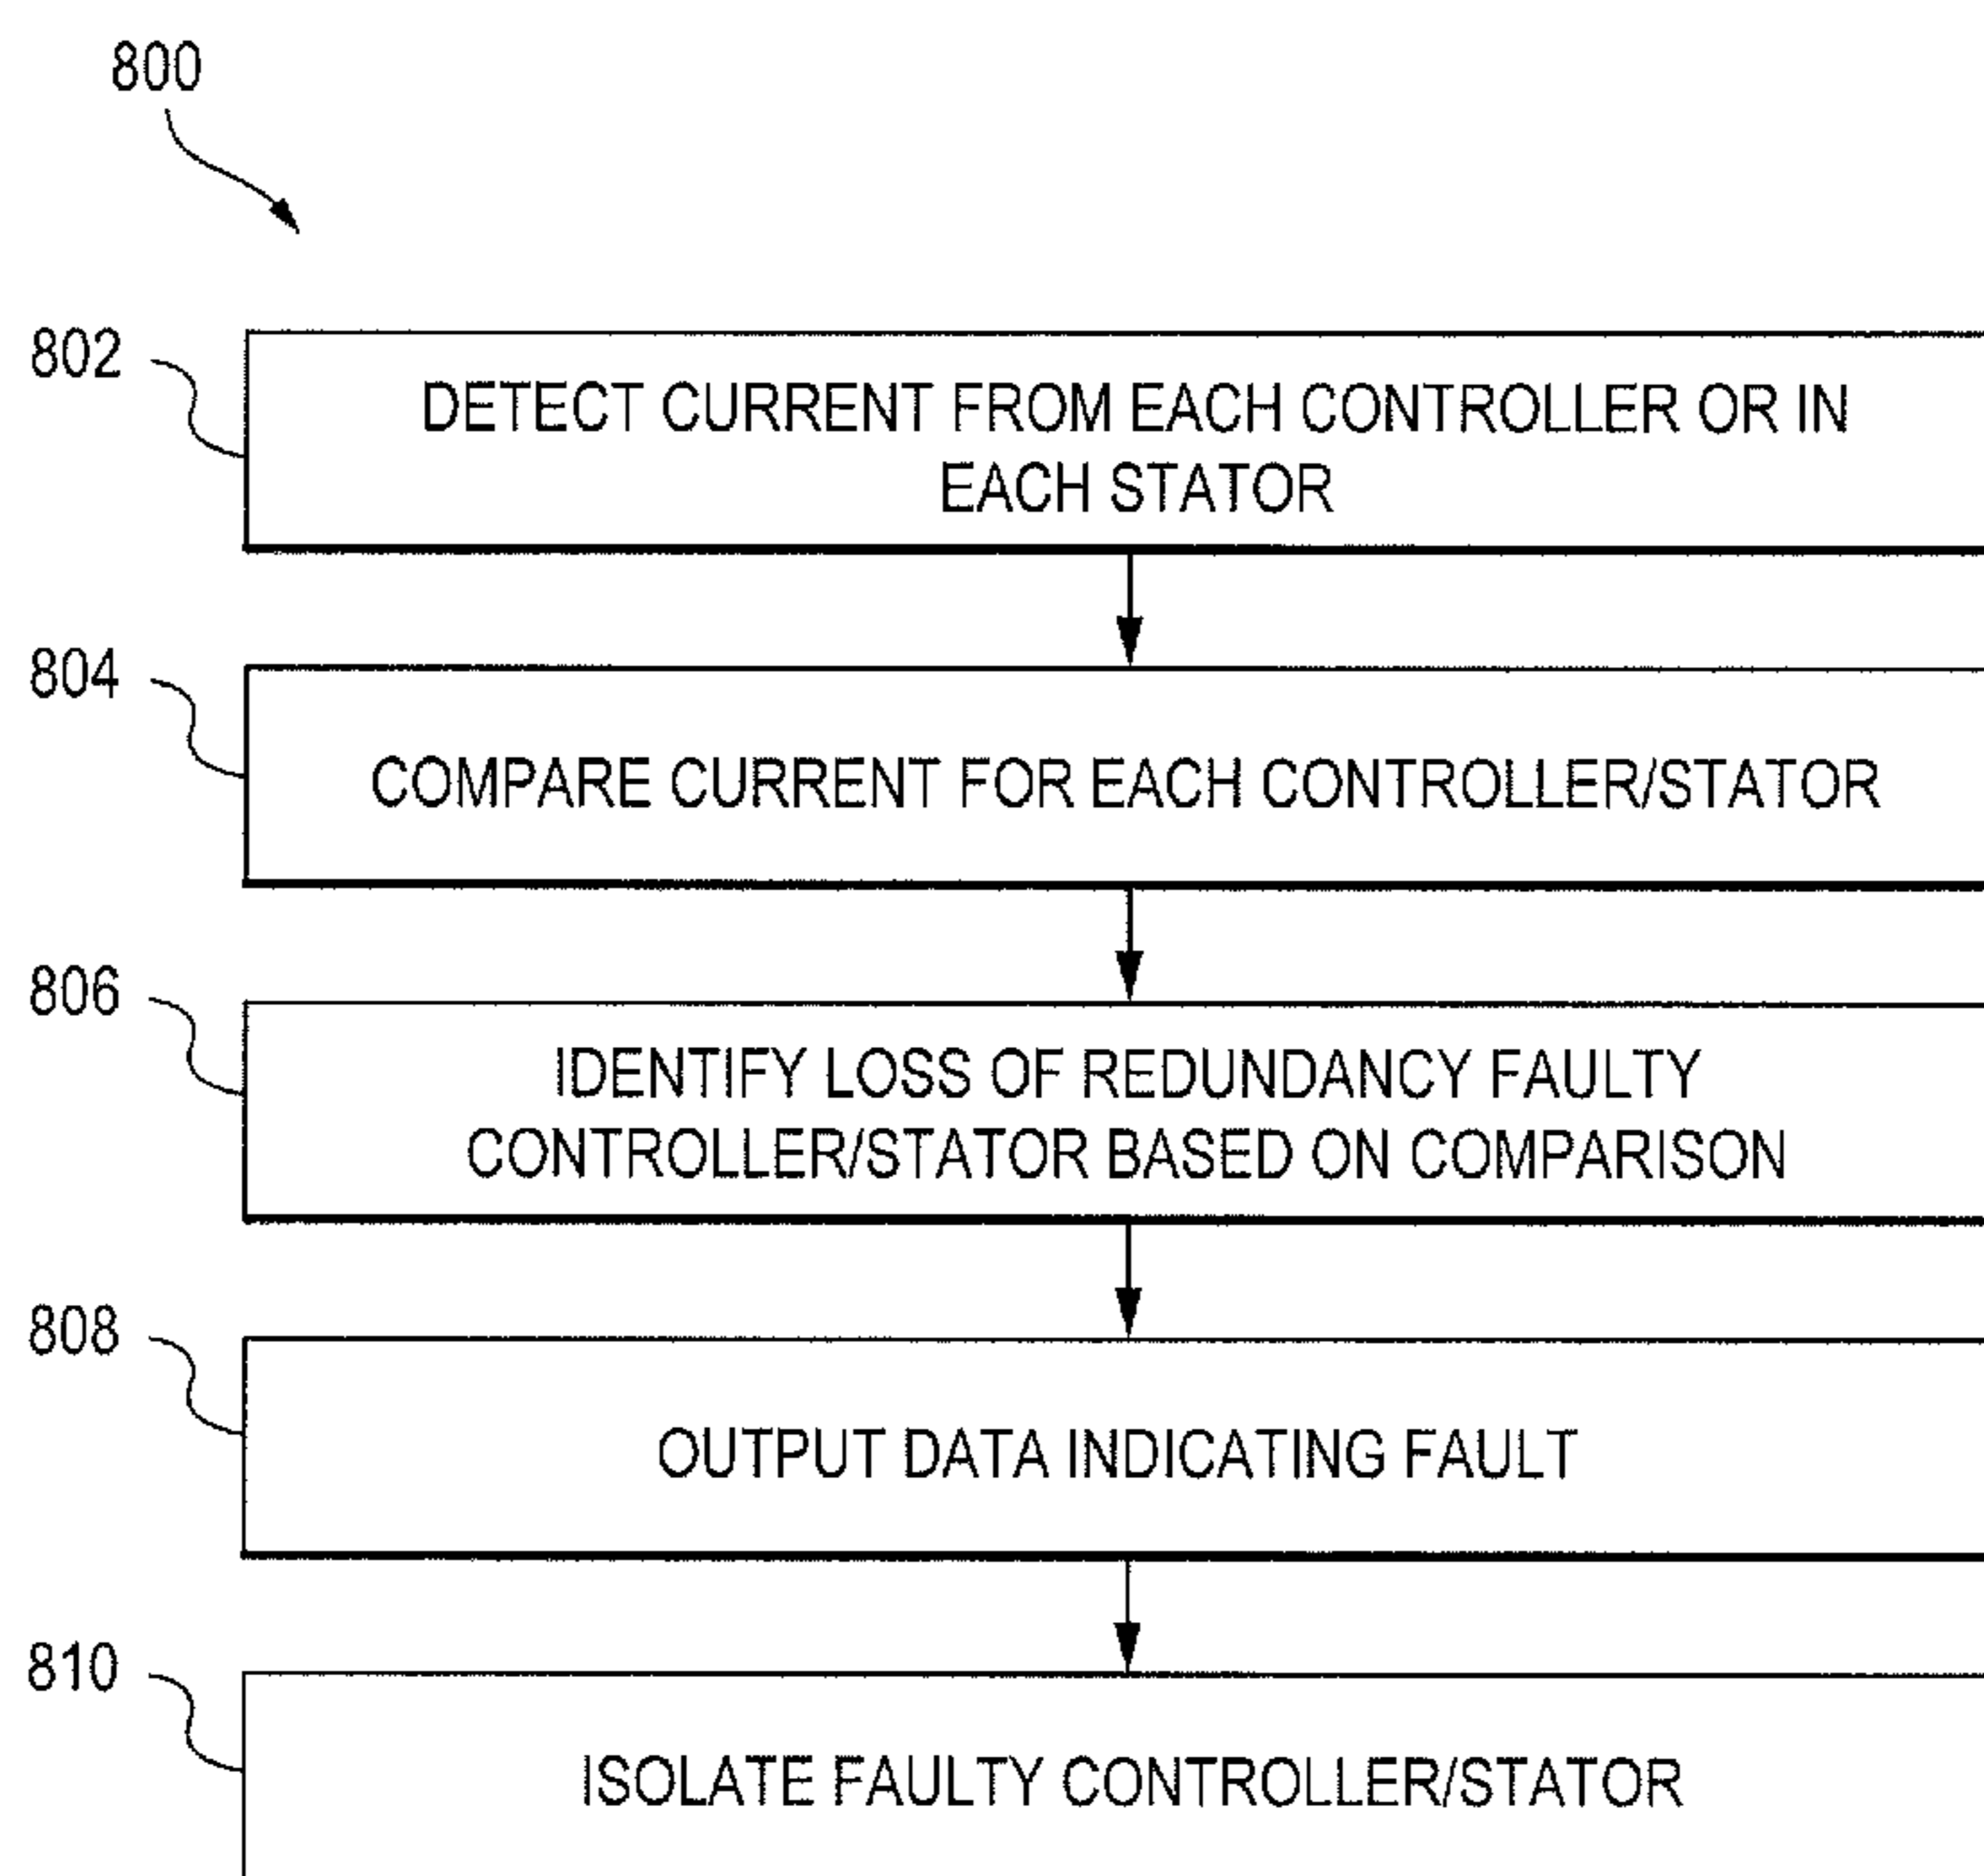 800
802
DETECT CURRENT FROM EACH CONTROLLER OR IN
EACH STATOR
804
COMPARE CURRENT FOR EACH CONTROLLER/STATOR
806
IDENTIFY LOSS OF REDUNDANCY FAULTY
CONTROLLER/STATOR BASED ON COMPARISON
808
OUTPUT DATA INDICATING FAULT
810
ISOLATE FAULTY CONTROLLER/STATOR